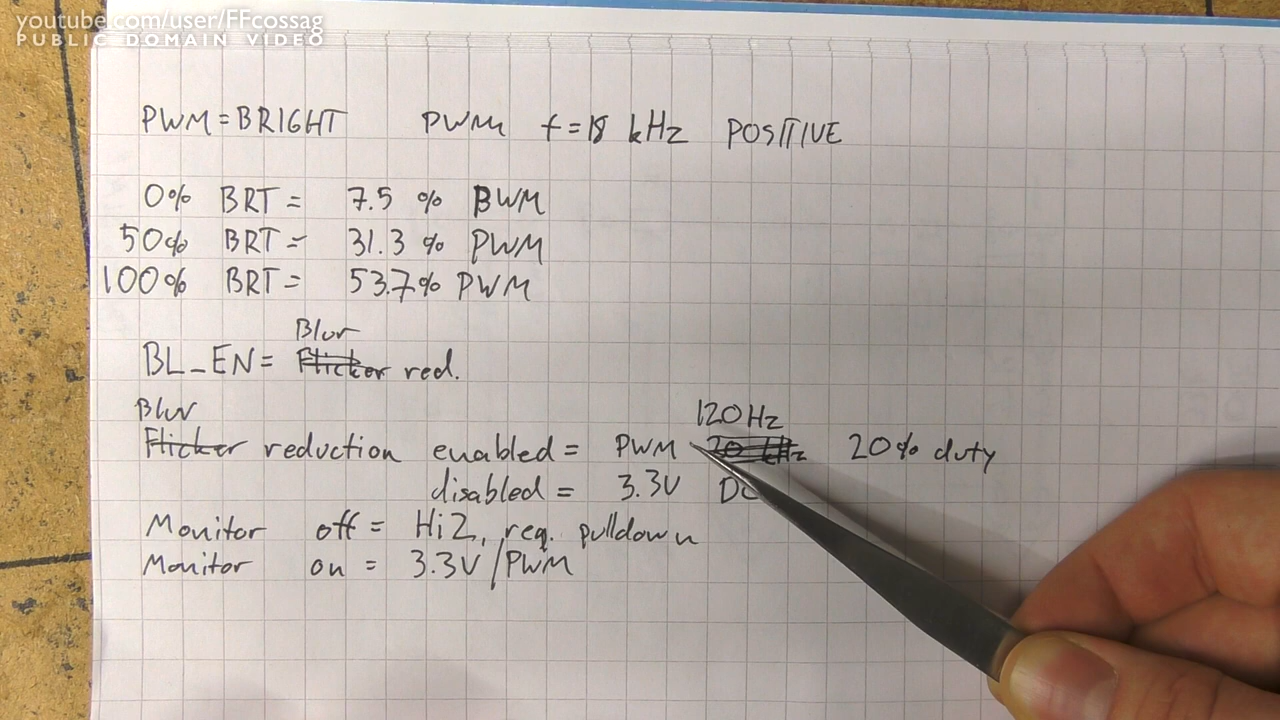 youtube.com/user/FFcossag
PUBLIC DOMAIN VIDEO
PWM=BRIGHT PWM f=18 kHz POSITIVE
0% BRT = 7.5 % BWM
50% BRT = 31.3 % PWM
100% BRT = 53.7% PWM
Blur
BL_EN= Flicker red.
Blur 120Hz
Flicker reduction enabled = PWM 20 kHz 20% duty
disabled = 3.3V DC
Monitor off = HiZ, req. pulldown
Monitor on = 3.3V/PWM